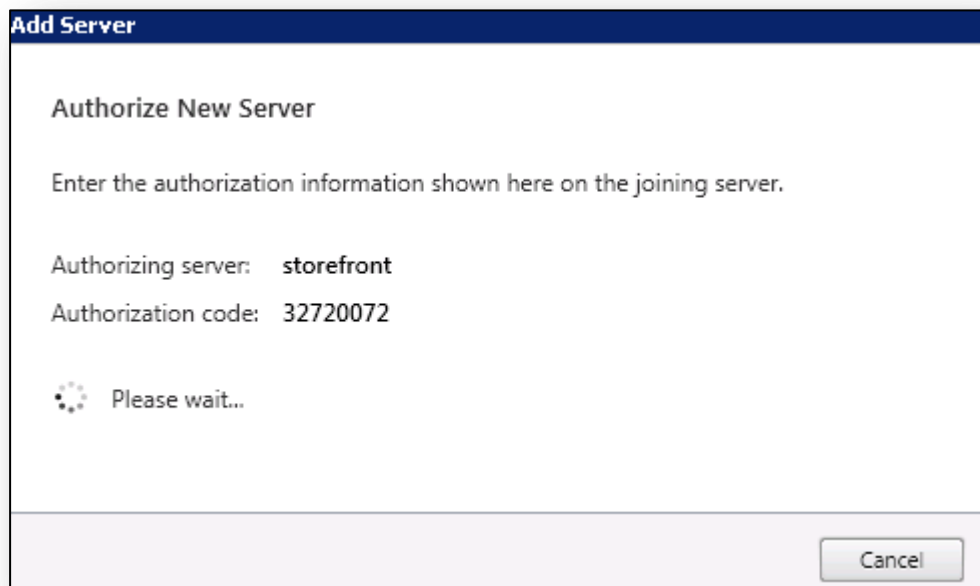 Add Server
Authorize New Server
Enter the authorization information shown here on the joining server.
Authorizing server: storefront
Authorization code: 32720072
Please wait...
Cancel